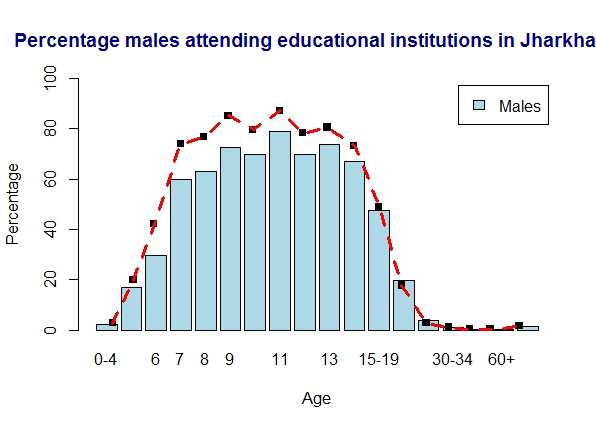 Percentage males attending educational institutions in Jharkha
100
80
60
40
20
0
Percentage
Males
0-4 6 7 8 9 11 13 15-19 30-34 60+
Age